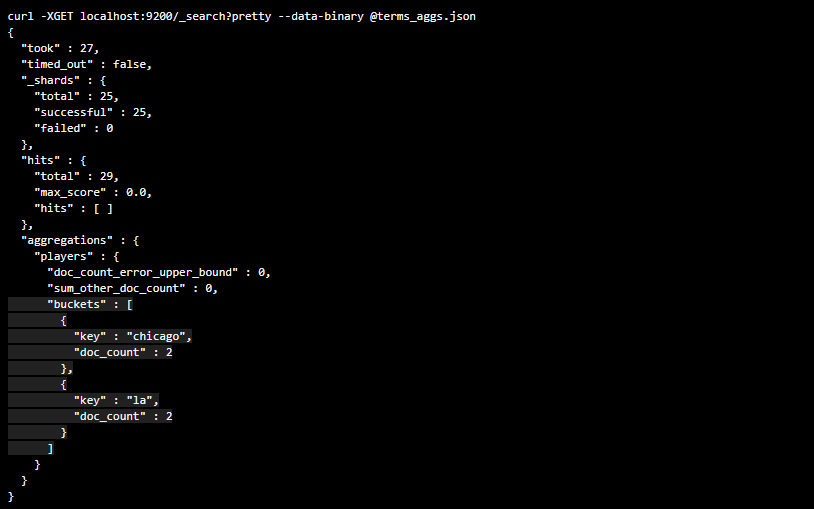 curl -XGET localhost:9200/_search?pretty --data-binary @terms_aggs.json
{
  "took" : 27,
  "timed_out" : false,
  "_shards" : {
    "total" : 25,
    "successful" : 25,
    "failed" : 0
  },
  "hits" : {
    "total" : 29,
    "max_score" : 0.0,
    "hits" : [ ]
  },
  "aggregations" : {
    "players" : {
      "doc_count_error_upper_bound" : 0,
      "sum_other_doc_count" : 0,
      "buckets" : [
        {
          "key" : "chicago",
          "doc_count" : 2
        },
        {
          "key" : "la",
          "doc_count" : 2
        }
      ]
    }
  }
}